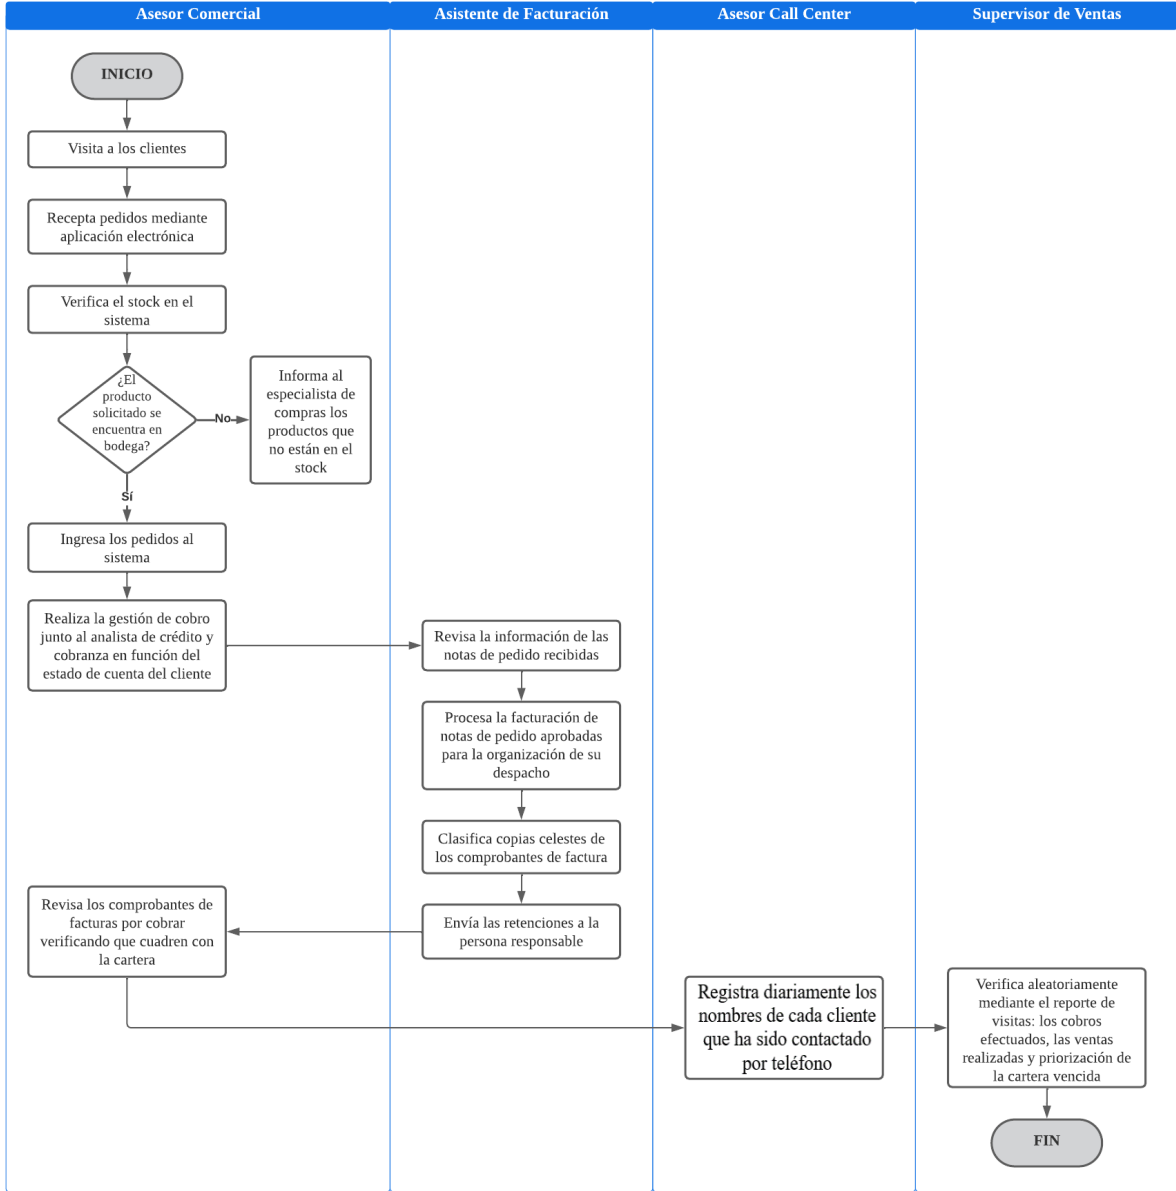 Asesor Comercial
Asistente de Facturación
Asesor Call Center
Supervisor de Ventas
INICIO
Visita a los clientes
Recepta pedidos mediante
aplicación electrónica
Verifica el stock en el
sistema
¿El
producto
solicitado se
encuentra en
bodega?
No
Informa al
especialista de
compras los
productos que
no están en el
stock
Sí
Ingresa los pedidos al
sistema
Realiza la gestión de cobro
junto al analista de crédito y
cobranza en función del
estado de cuenta del cliente
Revisa la información de las
notas de pedido recibidas
Procesa la facturación de
notas de pedido aprobadas
para la organización de su
despacho
Clasifica copias celestes de
los comprobantes de factura
Envía las retenciones a la
persona responsable
Revisa los comprobantes de
facturas por cobrar
verificando que cuadren con
la cartera
Registra diariamente los
nombres de cada cliente
que ha sido contactado
por teléfono
Verifica aleatoriamente
mediante el reporte de
visitas: los cobros
efectuados, las ventas
realizadas y priorización de
la cartera vencida
FIN